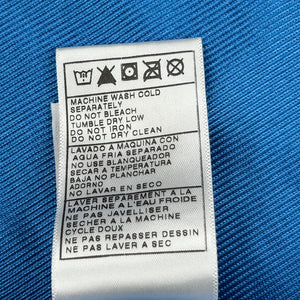 MACHINE WASH COLD
SEPARATELY
DO NOT BLEACH
TUMBLE DRY LOW
DO NOT IRON
DO NOT DRY CLEAN
LAVADO A MAQUINA CON
AGUA FRIA SEPARADO
NO USE BLANQUEADOR
SECAR A TEMPERATURA
BAJA NO PLANCHAR
ADORNO
NO LAVAR EN SECO
LAVER SEPAREMENT A LA
MACHINE A L'EAU FROIDE
NE PAS JAVELLISER
SECHER A LA MACHINE
CYCLE DOUX
NE PAS REPASSER DESSIN
NE PAS LAVER A SEC